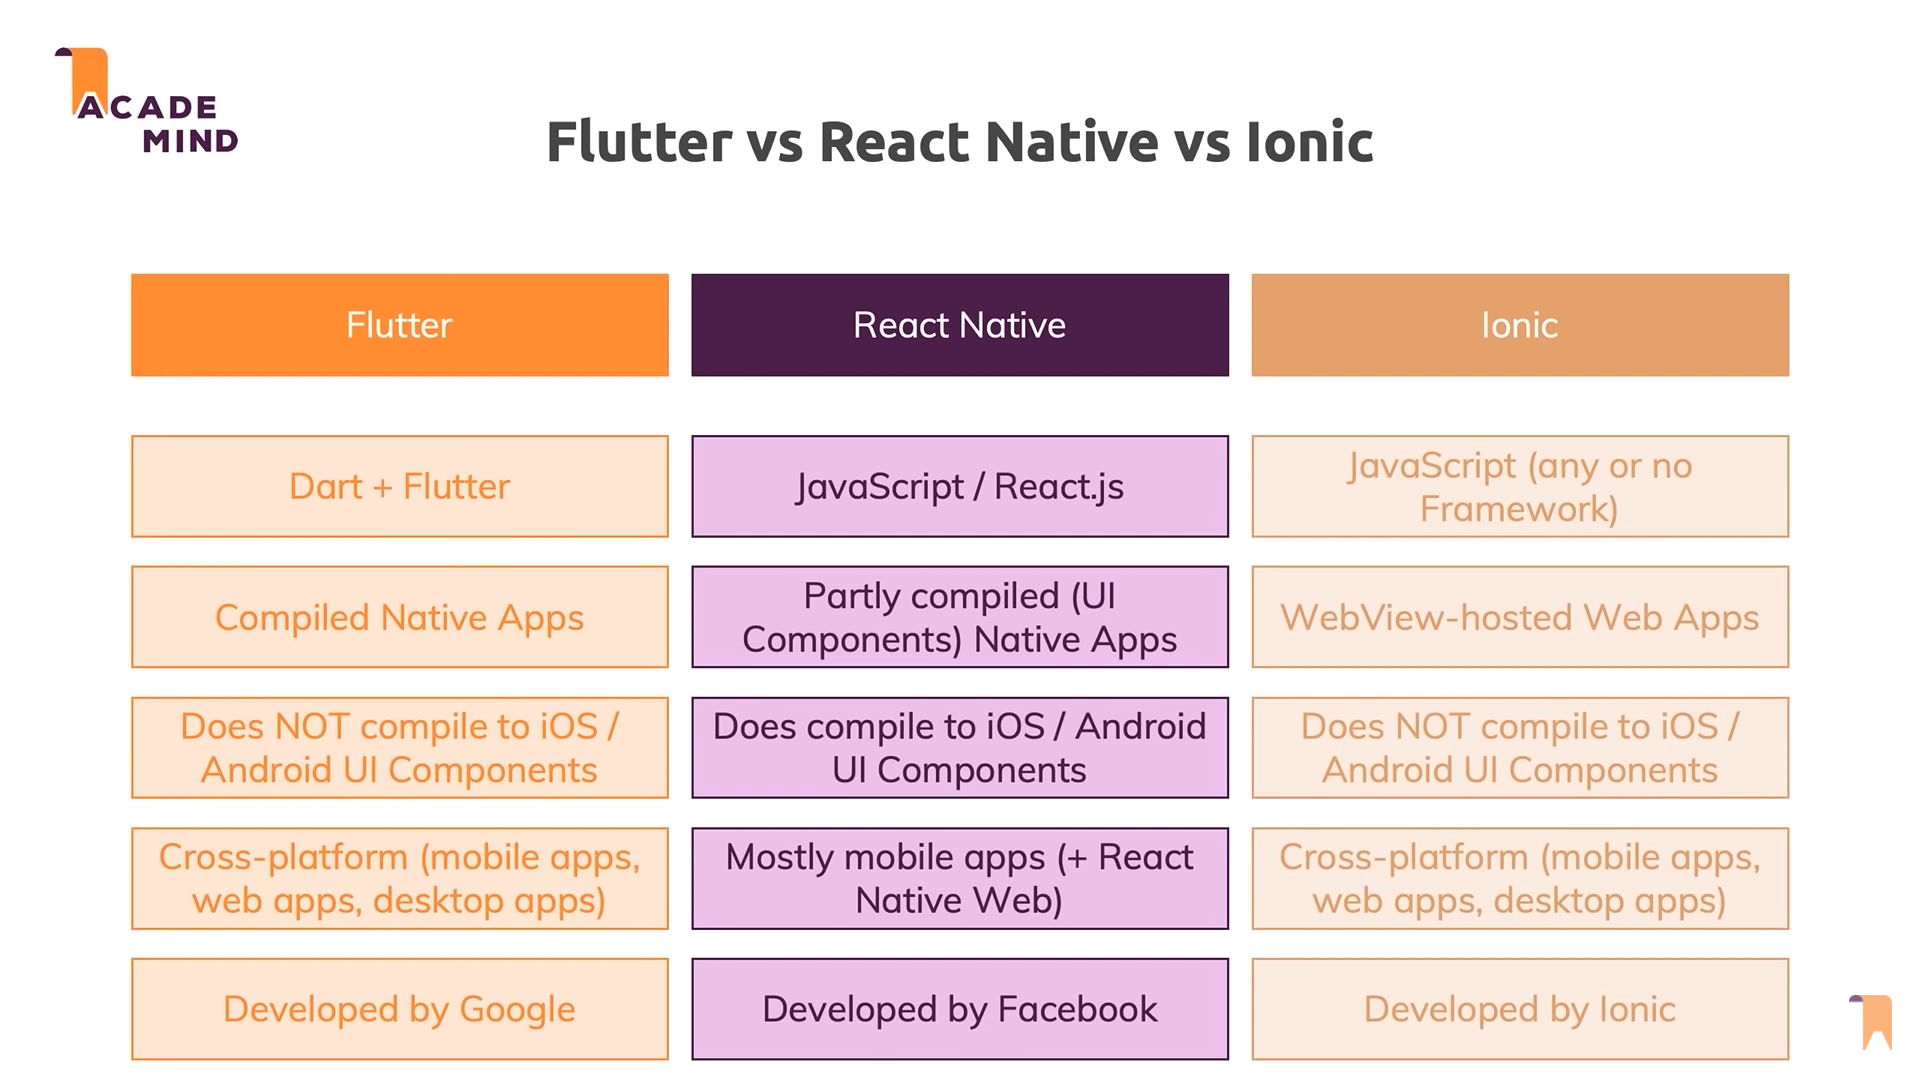 ACADE
MIND
Flutter vs React Native vs Ionic
Flutter
React Native
Ionic
Dart + Flutter
JavaScript / React.js
JavaScript (any or no
Framework)
Compiled Native Apps
Partly compiled (UI
Components) Native Apps
WebView-hosted Web Apps
Does NOT compile to iOS /
Android UI Components
Does compile to iOS / Android
UI Components
Does NOT compile to iOS /
Android UI Components
Cross-platform (mobile apps,
web apps, desktop apps)
Mostly mobile apps (+ React
Native Web)
Cross-platform (mobile apps,
web apps, desktop apps)
Developed by Google
Developed by Facebook
Developed by Ionic